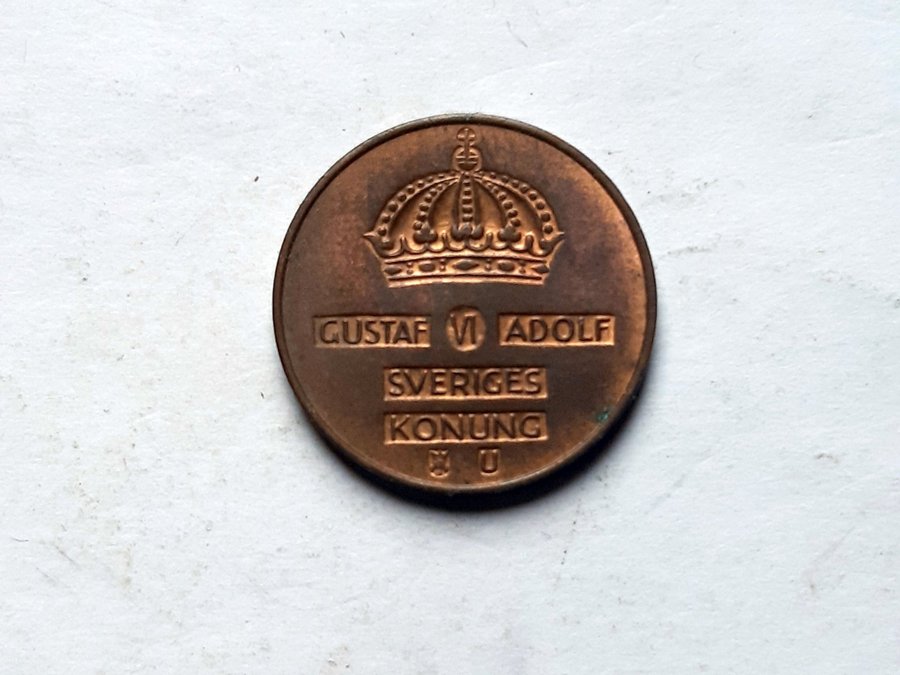 GUSTAF VI ADOLF
SVERIGES
KONUNG
U